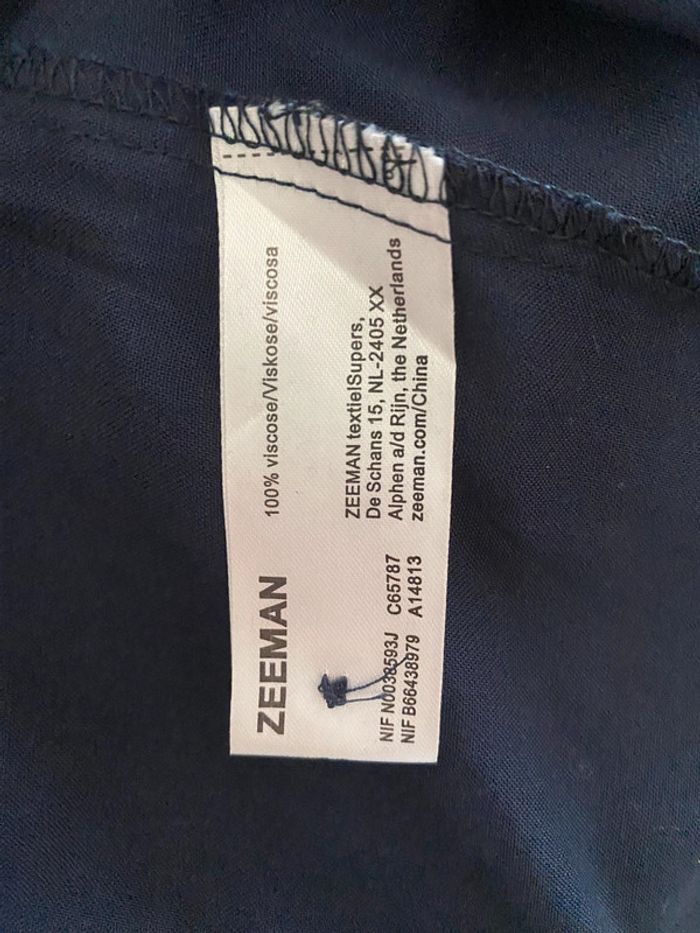 ZEEMAN
100% viscose/Viskose/viscosa
ZEEMAN textielSupers,
De Schans 15, NL-2405 XX
Alphen a/d Rijn, the Netherlands
zeeman.com/China
NIF N0038593J C65787
NIF B66438979 A14813